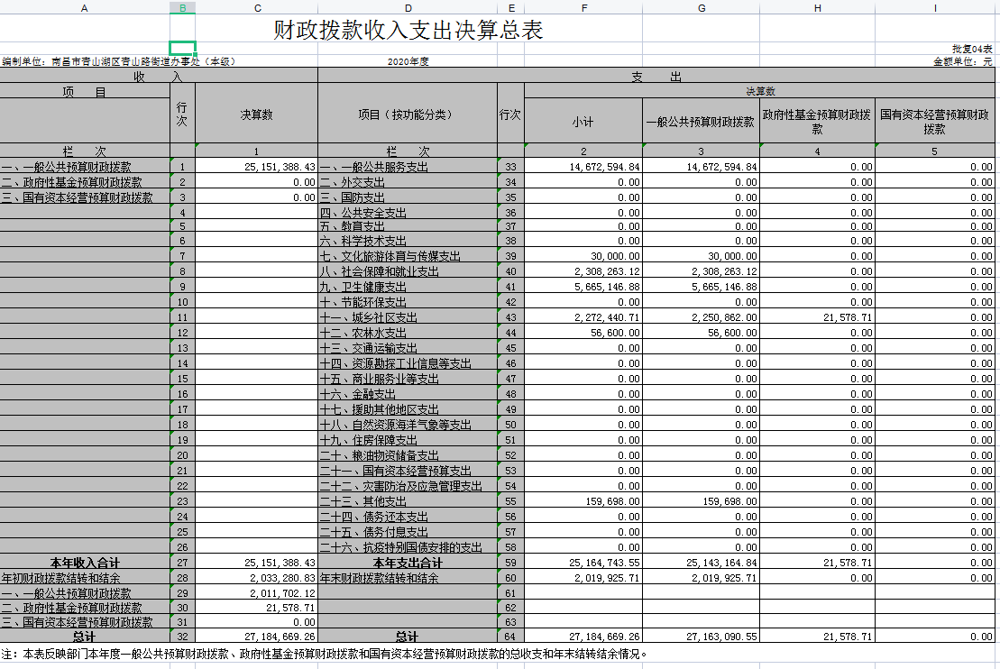 A B C D E F G H I
财政拨款收入支出决算总表
批复04表
编制单位：南昌市青山湖区青山路街道办事处（本级） 2020年度 金额单位：元
收 入 支 出
项 目 行次 决算数 项目（按功能分类） 行次 决算数
小计 一般公共预算财政拨款 政府性基金预算财政拨款 国有资本经营预算财政拨款
栏 次 1 栏 次 2 3 4 5
一、一般公共预算财政拨款 1 25,151,388.43 一、一般公共服务支出 33 14,672,594.84 14,672,594.84 0.00 0.00
二、政府性基金预算财政拨款 2 0.00 二、外交支出 34 0.00 0.00 0.00 0.00
三、国有资本经营预算财政拨款 3 0.00 三、国防支出 35 0.00 0.00 0.00 0.00
4 四、公共安全支出 36 0.00 0.00 0.00 0.00
5 五、教育支出 37 0.00 0.00 0.00 0.00
6 六、科学技术支出 38 0.00 0.00 0.00 0.00
7 七、文化旅游体育与传媒支出 39 30,000.00 30,000.00 0.00 0.00
8 八、社会保障和就业支出 40 2,308,263.12 2,308,263.12 0.00 0.00
9 九、卫生健康支出 41 5,665,146.88 5,665,146.88 0.00 0.00
10 十、节能环保支出 42 0.00 0.00 0.00 0.00
11 十一、城乡社区支出 43 2,272,440.71 2,250,862.00 21,578.71 0.00
12 十二、农林水支出 44 56,600.00 56,600.00 0.00 0.00
13 十三、交通运输支出 45 0.00 0.00 0.00 0.00
14 十四、资源勘探工业信息等支出 46 0.00 0.00 0.00 0.00
15 十五、商业服务业等支出 47 0.00 0.00 0.00 0.00
16 十六、金融支出 48 0.00 0.00 0.00 0.00
17 十七、援助其他地区支出 49 0.00 0.00 0.00 0.00
18 十八、自然资源海洋气象等支出 50 0.00 0.00 0.00 0.00
19 十九、住房保障支出 51 0.00 0.00 0.00 0.00
20 二十、粮油物资储备支出 52 0.00 0.00 0.00 0.00
21 二十一、国有资本经营预算支出 53 0.00 0.00 0.00 0.00
22 二十二、灾害防治及应急管理支出 54 0.00 0.00 0.00 0.00
23 二十三、其他支出 55 159,698.00 159,698.00 0.00 0.00
24 二十四、债务还本支出 56 0.00 0.00 0.00 0.00
25 二十五、债务付息支出 57 0.00 0.00 0.00 0.00
26 二十六、抗疫特别国债安排的支出 58 0.00 0.00 0.00 0.00
本年收入合计 27 25,151,388.43 本年支出合计 59 25,164,743.55 25,143,164.84 21,578.71 0.00
年初财政拨款结转和结余 28 2,033,280.83 年末财政拨款结转和结余 60 2,019,925.71 2,019,925.71 0.00 0.00
一、一般公共预算财政拨款 29 2,011,702.12 61
二、政府性基金预算财政拨款 30 21,578.71 62
三、国有资本经营预算财政拨款 31 0.00 63
总计 32 27,184,669.26 总计 64 27,184,669.26 27,163,090.55 21,578.71 0.00
注：本表反映部门本年度一般公共预算财政拨款、政府性基金预算财政拨款和国有资本经营预算财政拨款的总收支和年末结转结余情况。